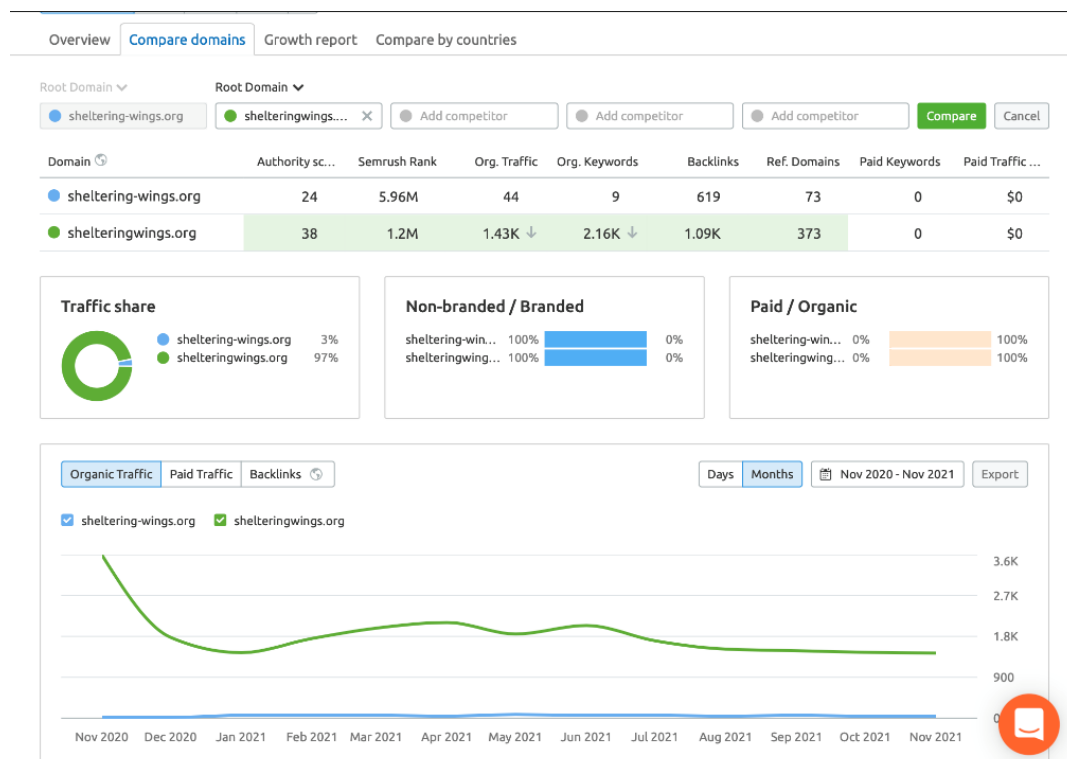 Overview Compare domains Growth report Compare by countries
Root Domain Root Domain
sheltering-wings.org shelteringwings.... Add competitor Add competitor Add competitor Compare Cancel
Domain Authority sc... Semrush Rank Org. Traffic Org. Keywords Backlinks Ref. Domains Paid Keywords Paid Traffic ...
sheltering-wings.org 24 5.96M 44 9 619 73 0 $0
shelteringwings.org 38 1.2M 1.43K ↓ 2.16K ↓ 1.09K 373 0 $0
Traffic share
sheltering-wings.org 3%
shelteringwings.org 97%
Non-branded / Branded
sheltering-win... 100% 0%
shelteringwing... 100% 0%
Paid / Organic
sheltering-win... 0% 100%
shelteringwing... 0% 100%
Organic Traffic Paid Traffic Backlinks Days Months Nov 2020 - Nov 2021 Export
sheltering-wings.org shelteringwings.org
3.6K
2.7K
1.8K
900
0
Nov 2020 Dec 2020 Jan 2021 Feb 2021 Mar 2021 Apr 2021 May 2021 Jun 2021 Jul 2021 Aug 2021 Sep 2021 Oct 2021 Nov 2021